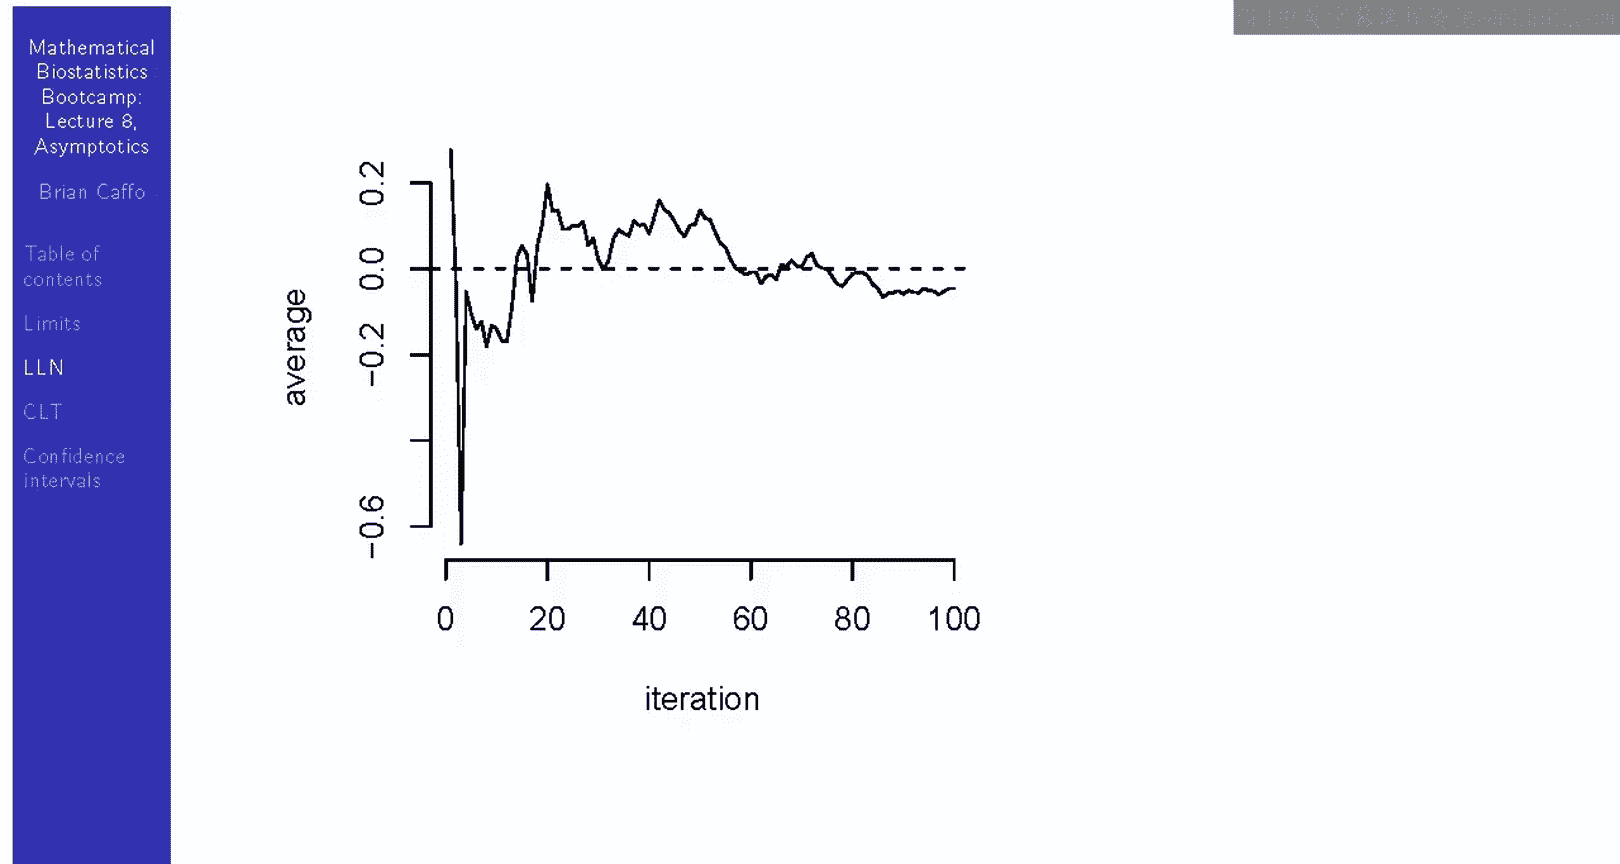 Mathematical
Biostatistics
Bootcamp:
Lecture 8,
Asymptotics
Brian Caffo
Table of
contents
Limits
LLN
CLT
Confidence
intervals
average
0.2
0.0
−0.2
−0.6
0 20 40 60 80 100
iteration